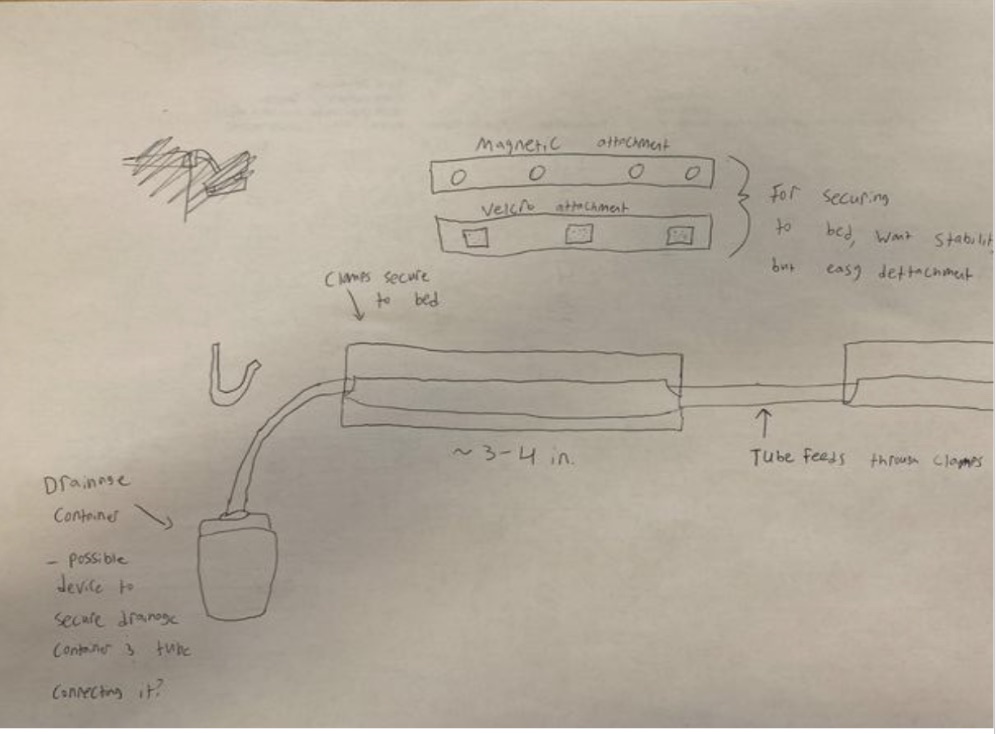 Magnetic attachment
Velcro attachment
For securing
to bed, want Stabilit
but easy dettachment
Clamps secure
to bed
~ 3-4 in.
Tube feeds through clamps
Drainage
Container
- possible
device to
secure drainage
Container & tube
Connecting it?